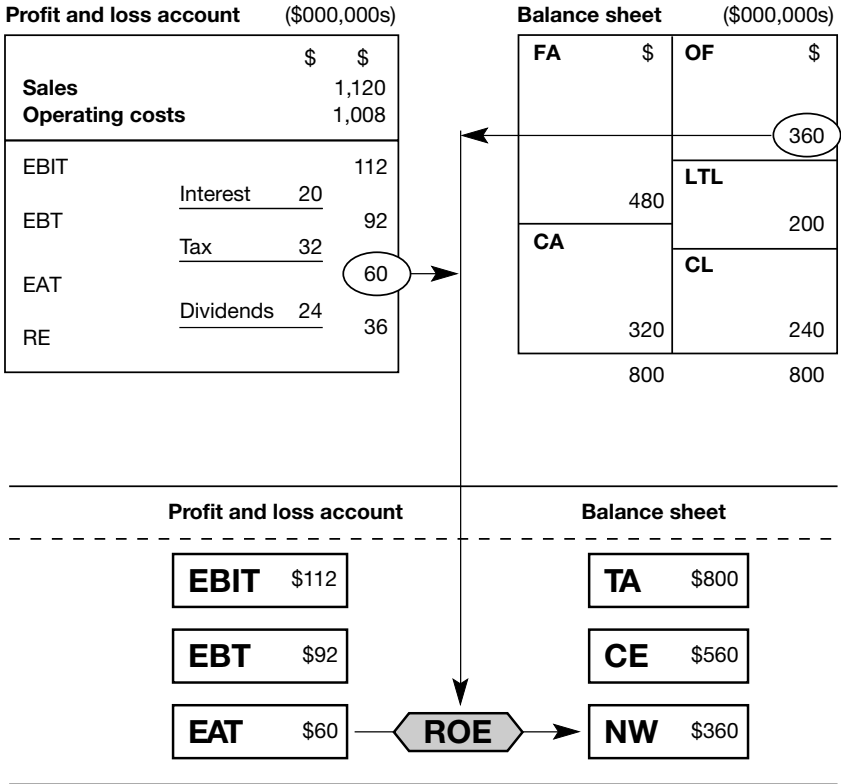 Profit and loss account ($000,000s)
$ $
Sales 1,120
Operating costs 1,008
EBIT 112
Interest 20
EBT 92
Tax 32
60
EAT
Dividends 24
36
RE
Balance sheet ($000,000s)
FA $ OF $
360
LTL
480
200
CA
CL
320 240
800 800
Profit and loss account Balance sheet
EBIT $112 TA $800
EBT $92 CE $560
EAT $60 ROE NW $360